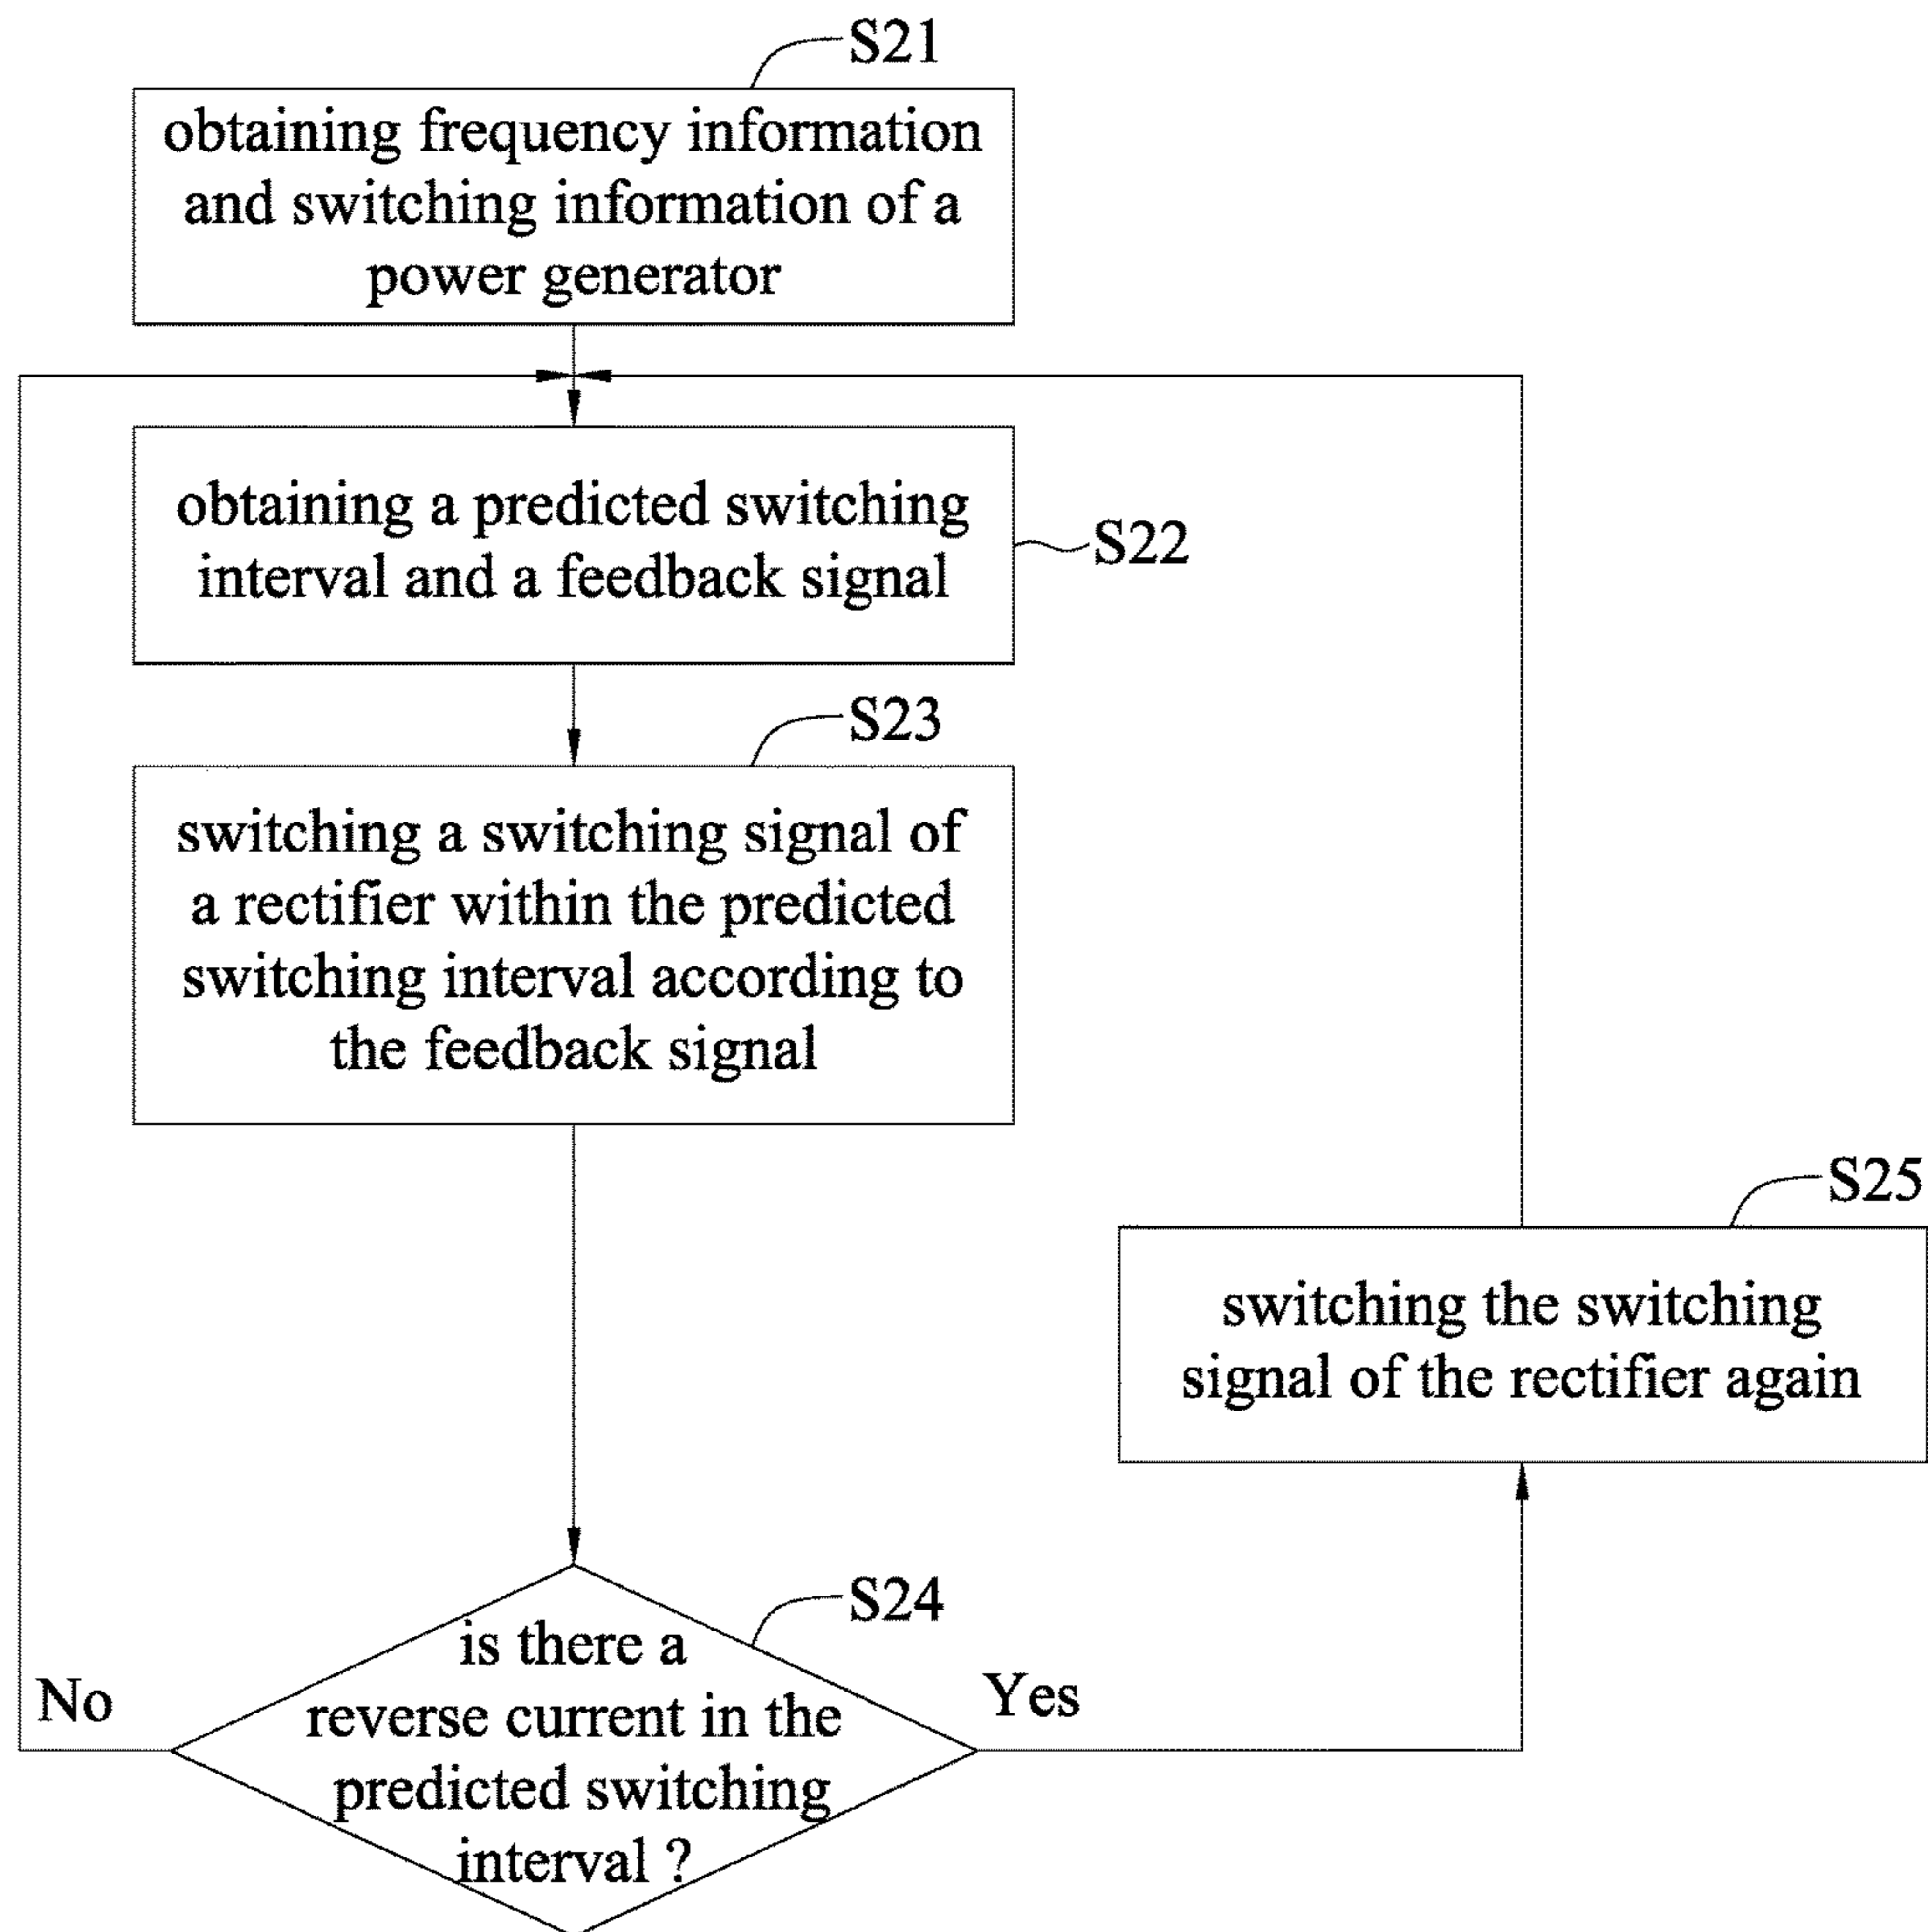 S21
obtaining frequency information
and switching information of a
power generator
obtaining a predicted switching
interval and a feedback signal
S22
S23
switching a switching signal of
a rectifier within the predicted
switching interval according to
the feedback signal
S25
switching the switching
signal of the rectifier again
S24
is there a
reverse current in the
predicted switching
interval ?
No
Yes